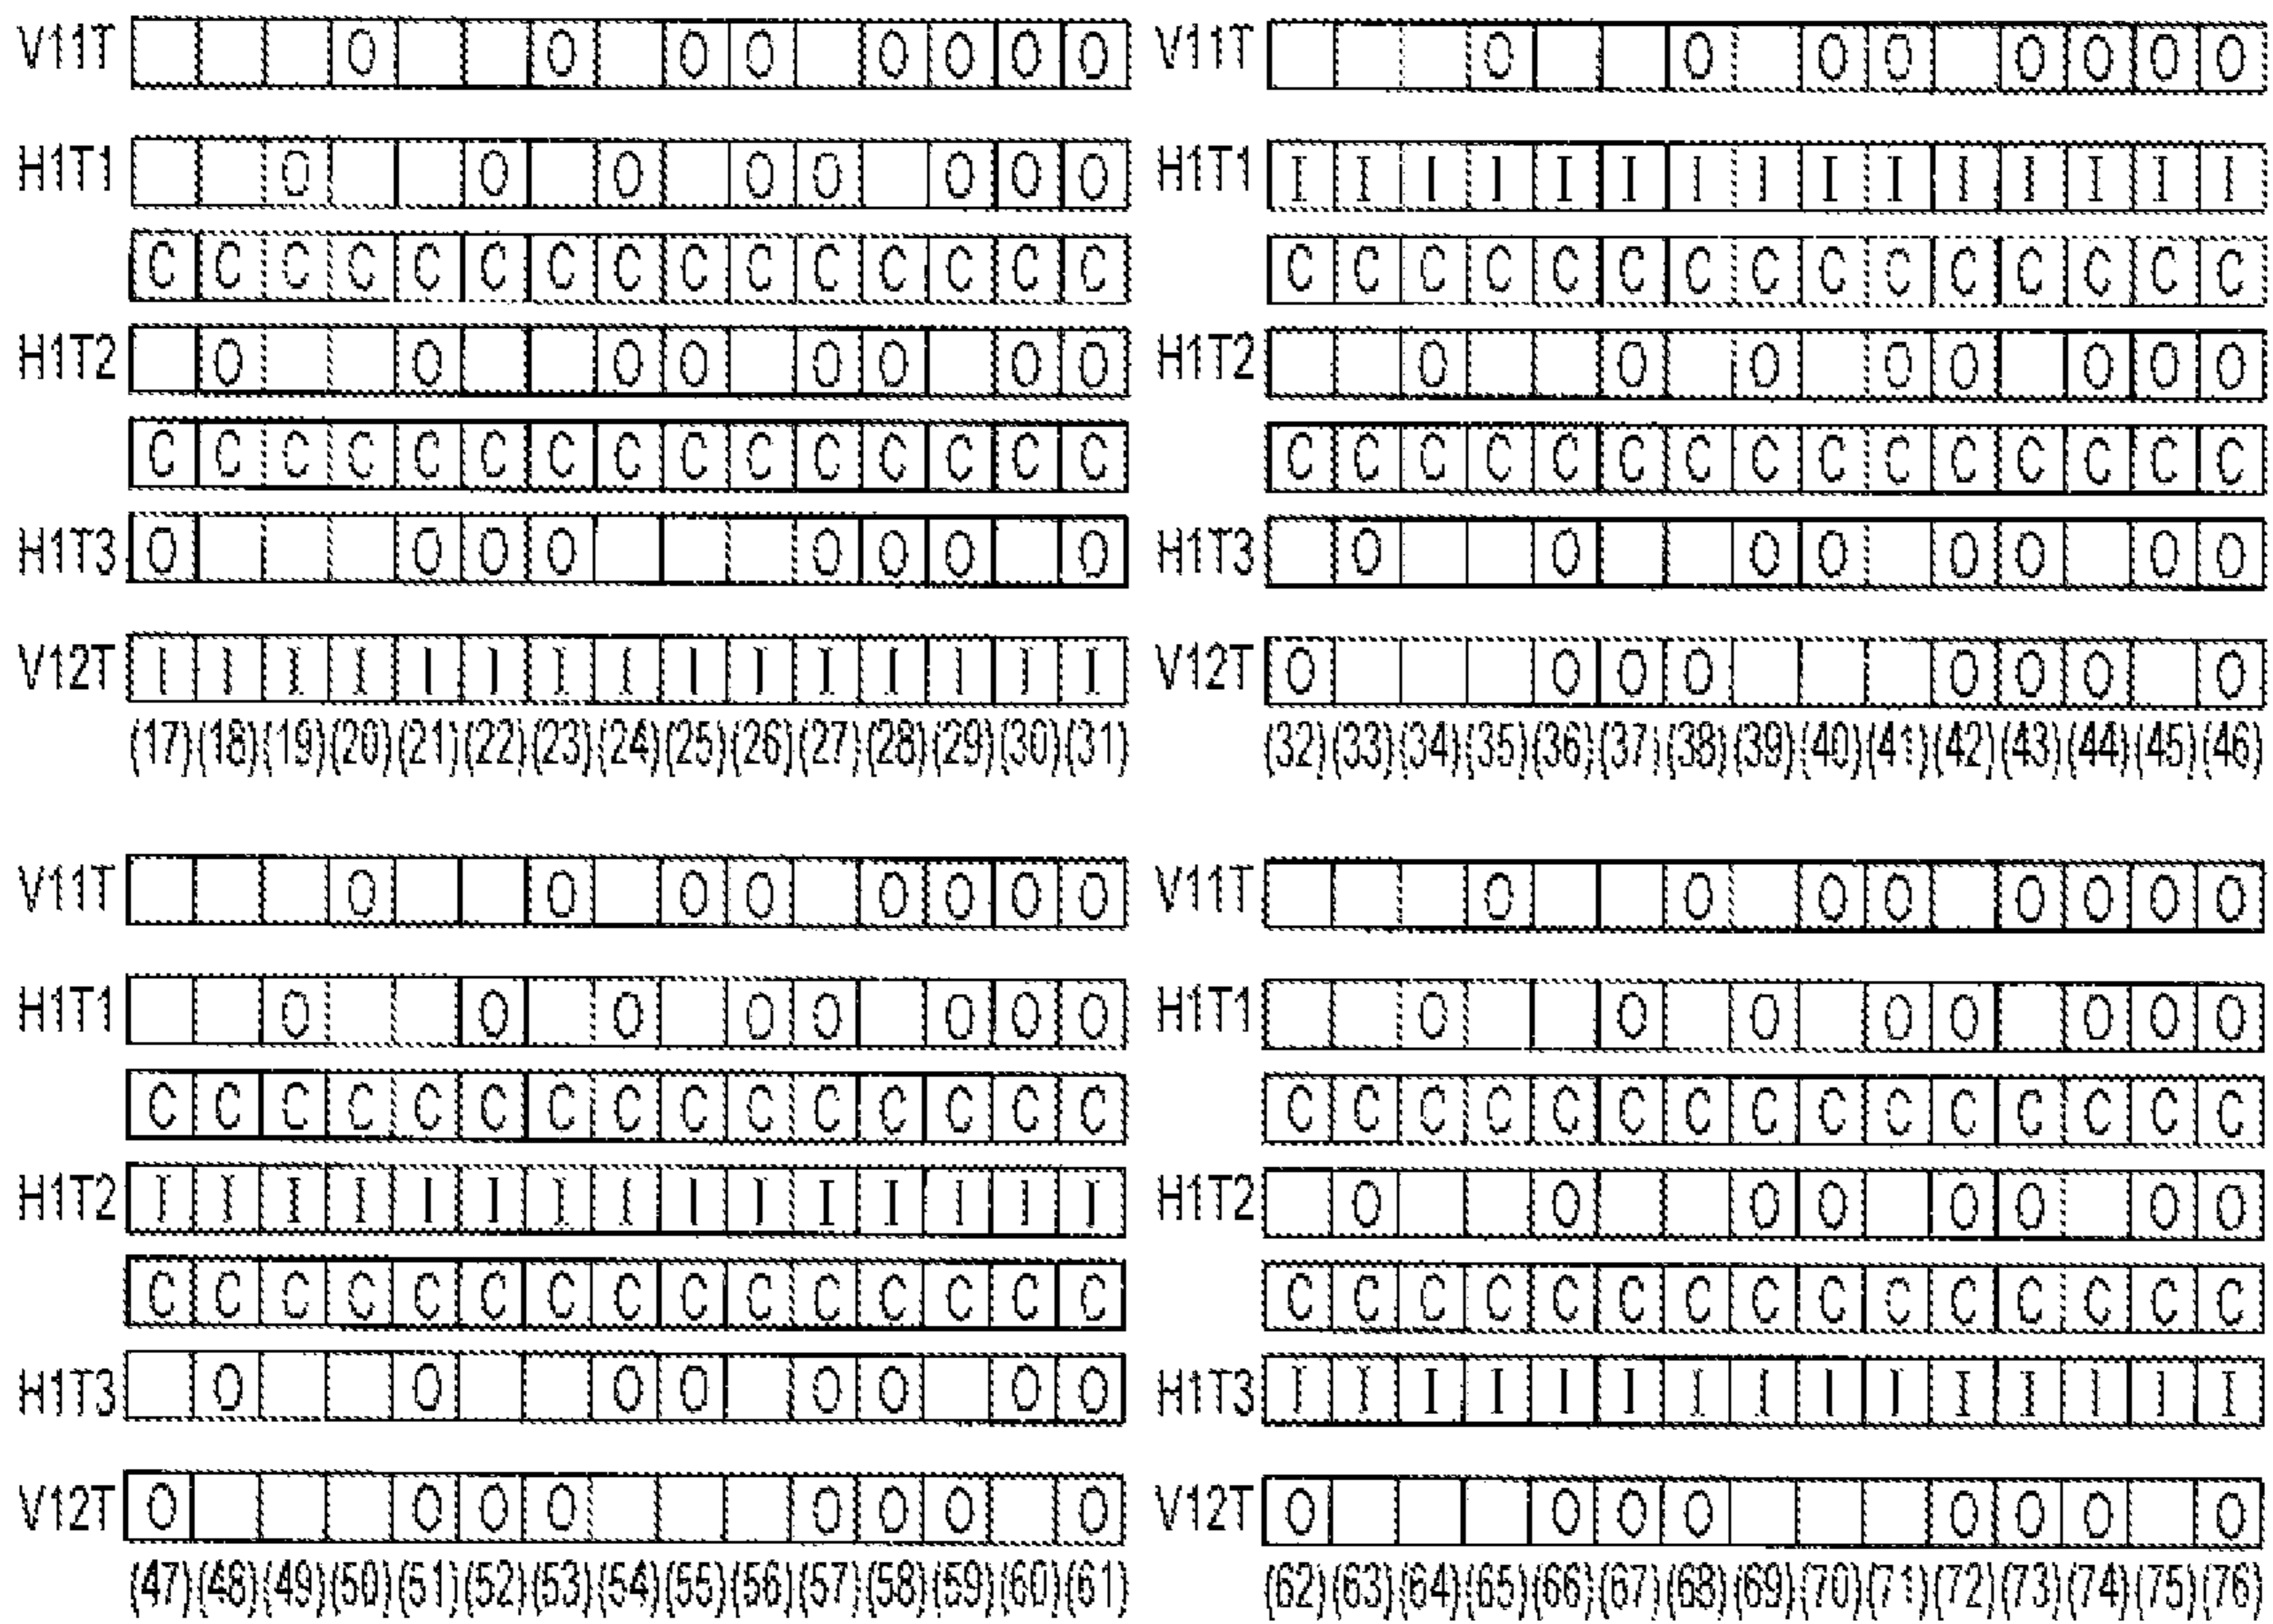 V11T O O O O O O O O
H1T1 O O O O O O O O
C C C C C C C C C C C C C C C
H1T2 O O O O O O O O
C C C C C C C C C C C C C C C
H1T3 O O O O O O O O
V12T I I I I I I I I I I I I I I I
(17) (18) (19) (20) (21) (22) (23) (24) (25) (26) (27) (28) (29) (30) (31)
V11T O O O O O O O O
H1T1 I I I I I I I I I I I I I I I
C C C C C C C C C C C C C C C
H1T2 O O O O O O O O
C C C C C C C C C C C C C C C
H1T3 O O O O O O O O
V12T O O O O O O O O
(32) (33) (34) (35) (36) (37) (38) (39) (40) (41) (42) (43) (44) (45) (46)
V11T O O O O O O O O
H1T1 O O O O O O O O
C C C C C C C C C C C C C C C
H1T2 I I I I I I I I I I I I I I I
C C C C C C C C C C C C C C C
H1T3 O O O O O O O O
V12T O O O O O O O O
(47) (48) (49) (50) (51) (52) (53) (54) (55) (56) (57) (58) (59) (60) (61)
V11T O O O O O O O O
H1T1 O O O O O O O O
C C C C C C C C C C C C C C C
H1T2 O O O O O O O O
C C C C C C C C C C C C C C C
H1T3 I I I I I I I I I I I I I I I
V12T O O O O O O O O
(62) (63) (64) (65) (66) (67) (68) (69) (70) (71) (72) (73) (74) (75) (76)